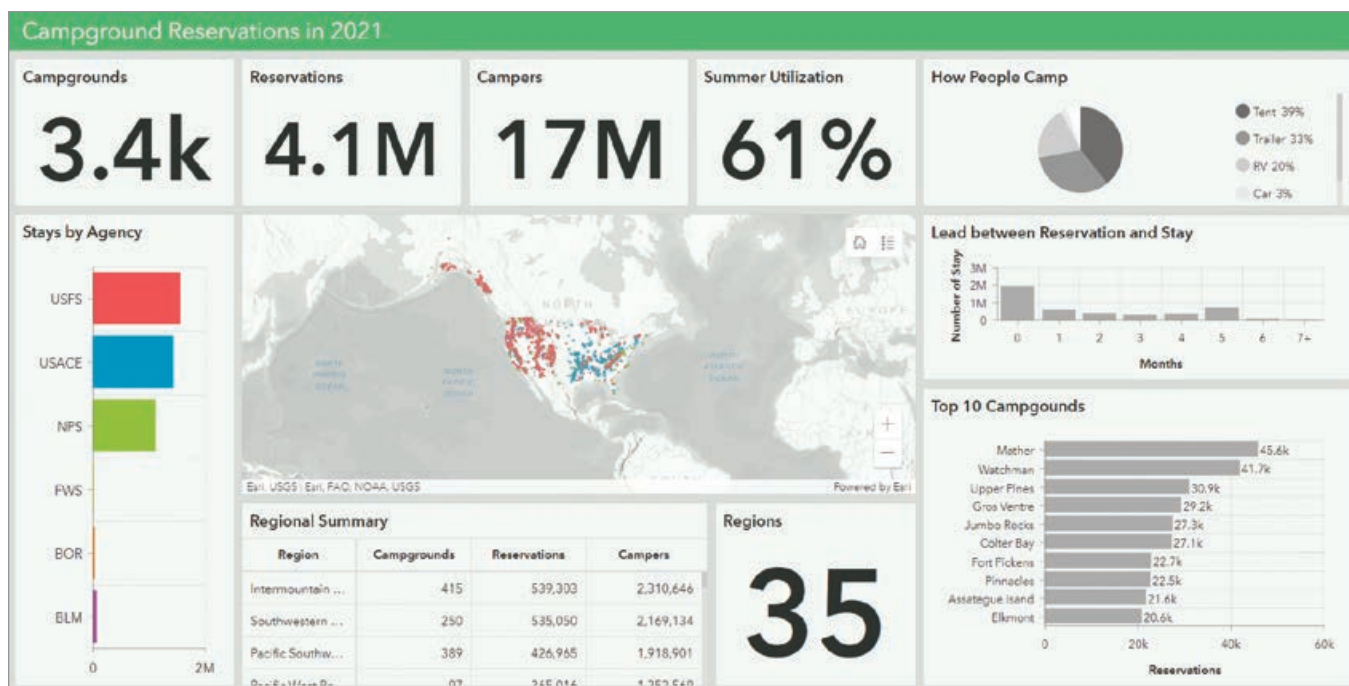 Campground Reservations in 2021
Campgrounds
3.4k
Reservations
4.1M
Campers
17M
Summer Utilization
61%
How People Camp
Tent 39%
Trailer 33%
RV 20%
Car 3%
Stays by Agency
USFS
USACE
NPS
FWS
BOR
BLM
0 2M
NORTH
Esri, USGS | Esri, FAO, NOAA, USGS
Powered by Esri
Lead between Reservation and Stay
Number of Stay
3M
2M
1M
0
0 1 2 3 4 5 6 7+
Months
Top 10 Campgounds
Mather 45.6k
Watchman 41.7k
Upper Pines 30.9k
Gros Ventre 29.2k
Jumbo Rocks 27.3k
Colter Bay 27.1k
Fort Pickens 22.7k
Pinnacles 22.5k
Assateague Isand 21.6k
Elkmont 20.6k
0 20k 40k 60k
Reservations
Regional Summary
Region Campgrounds Reservations Campers
Intermountain ... 415 539,303 2,310,646
Southwestern ... 250 535,050 2,169,134
Pacific Southw... 389 426,965 1,918,901
Regions
35